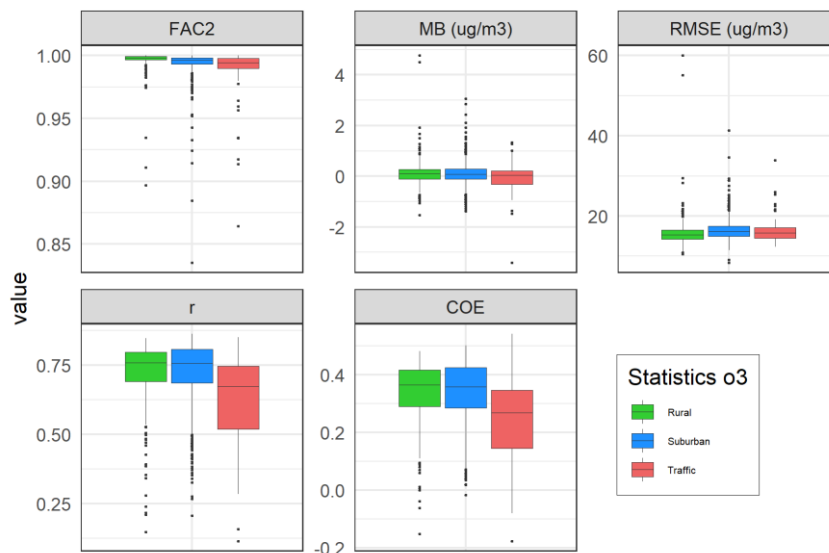 FAC2
MB (ug/m3)
RMSE (ug/m3)
1.00
0.95
0.90
0.85
4
2
0
-2
60
40
20
value
r
COE
0.75
0.50
0.25
0.4
0.2
0.0
-0.2
Statistics o3
Rural
Suburban
Traffic